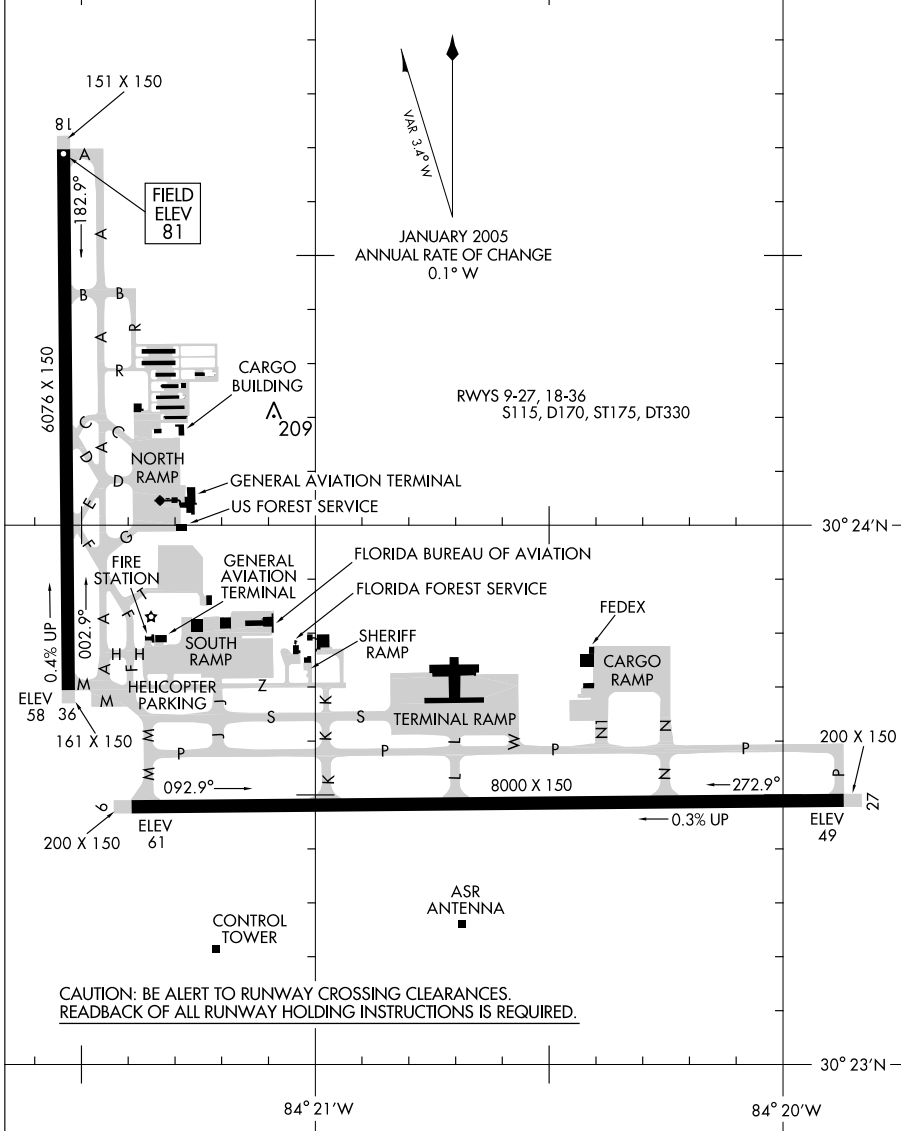 151 X 150
18
A
182.9°
FIELD
ELEV
81
VAR 3.4° W
JANUARY 2005
ANNUAL RATE OF CHANGE
0.1° W
A
B
B
A
R
R
6076 X 150
CARGO
BUILDING
209
RWYS 9-27, 18-36
S115, D170, ST175, DT330
C
C
A
D
D
NORTH
RAMP
GENERAL AVIATION TERMINAL
US FOREST SERVICE
E
F
G
30° 24'N
FIRE
STATION
GENERAL
AVIATION
TERMINAL
FLORIDA BUREAU OF AVIATION
FLORIDA FOREST SERVICE
FEDEX
0.4% UP
002.9°
A
F
T
SHERIFF
RAMP
SOUTH
RAMP
CARGO
RAMP
H
H
A
F
M
M
HELICOPTER
PARKING
Z
ELEV
58
36
161 X 150
J
J
S
K
K
K
S
TERMINAL RAMP
M
M
P
P
L
L
W
P
N1
N
N
P
P
200 X 150
092.9°
8000 X 150
272.9°
9
27
ELEV
61
200 X 150
0.3% UP
ELEV
49
ASR
ANTENNA
CONTROL
TOWER
CAUTION: BE ALERT TO RUNWAY CROSSING CLEARANCES.
READBACK OF ALL RUNWAY HOLDING INSTRUCTIONS IS REQUIRED.
30° 23'N
84° 21'W
84° 20'W